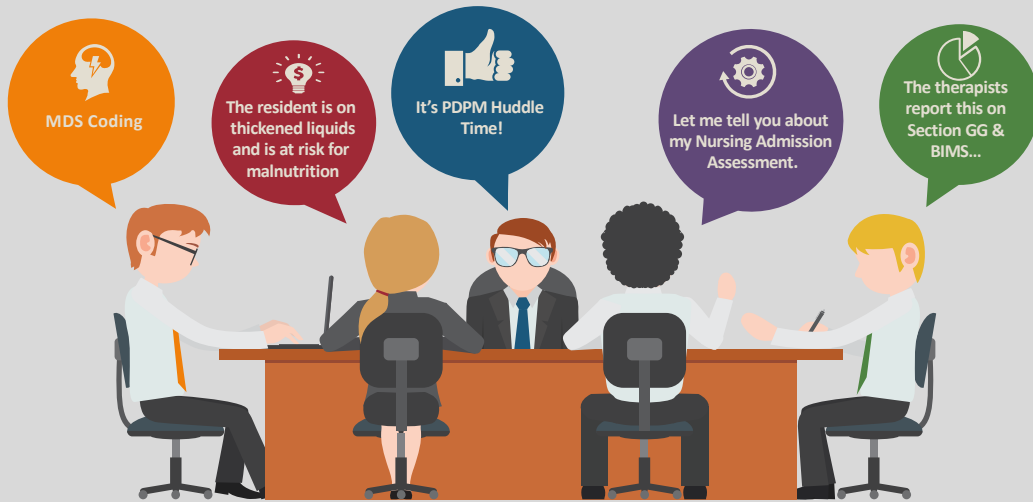 MDS Coding
The resident is on
thickened liquids
and is at risk for
malnutrition
It's PDPM Huddle
Time!
Let me tell you about
my Nursing Admission
Assessment.
The therapists
report this on
Section GG &
BIMS...
$